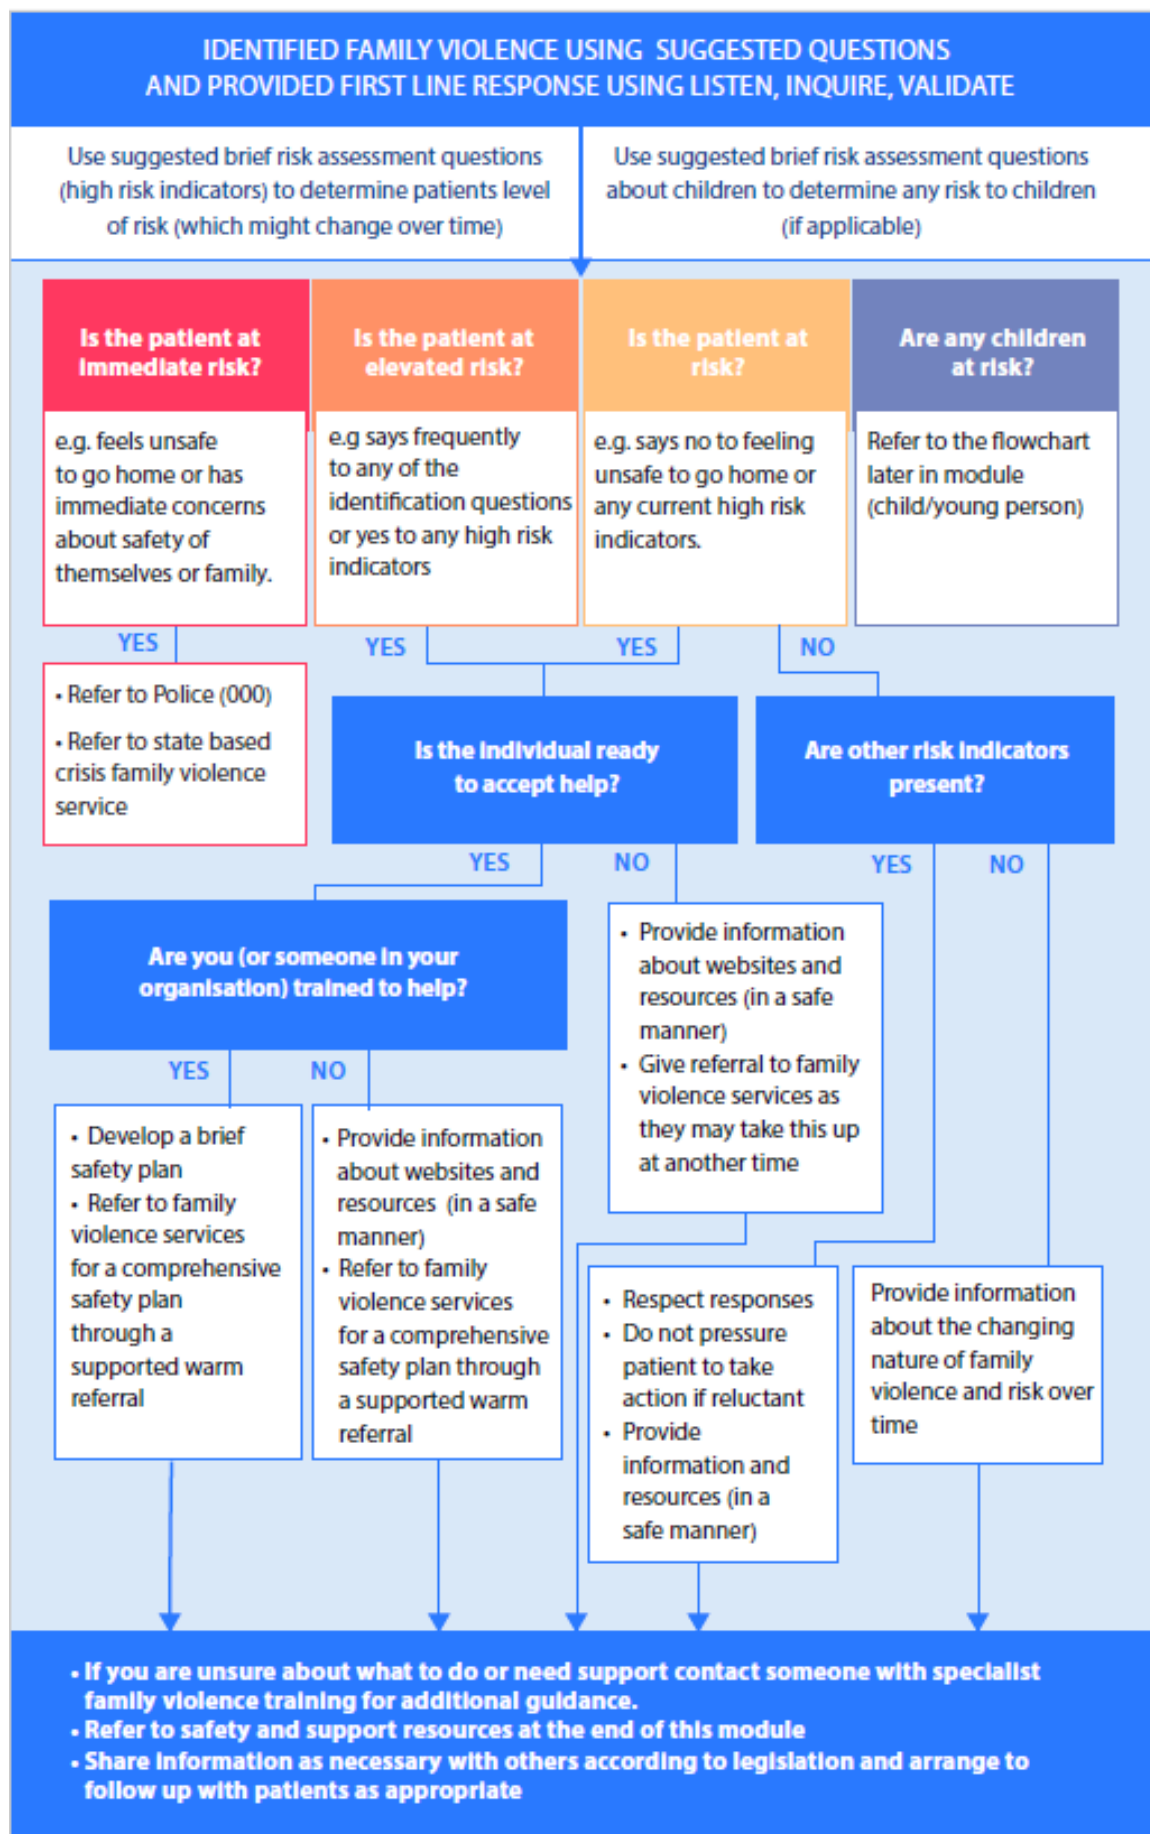 IDENTIFIED FAMILY VIOLENCE USING SUGGESTED QUESTIONS
AND PROVIDED FIRST LINE RESPONSE USING LISTEN, INQUIRE, VALIDATE
Use suggested brief risk assessment questions
(high risk indicators) to determine patients level
of risk (which might change over time)
Use suggested brief risk assessment questions
about children to determine any risk to children
(if applicable)
Is the patient at
immediate risk?
e.g. feels unsafe
to go home or has
immediate concerns
about safety of
themselves or family.
Is the patient at
elevated risk?
e.g says frequently
to any of the
identification questions
or yes to any high risk
indicators
Is the patient at
risk?
e.g. says no to feeling
unsafe to go home or
any current high risk
indicators.
Are any children
at risk?
Refer to the flowchart
later in module
(child/young person)
YES
YES
YES
NO
• Refer to Police (000)
• Refer to state based
crisis family violence
service
Is the individual ready
to accept help?
Are other risk indicators
present?
YES
NO
YES
NO
Are you (or someone in your
organisation) trained to help?
• Provide information
about websites and
resources (in a safe
manner)
• Give referral to family
violence services as
they may take this up
at another time
YES
NO
• Develop a brief
safety plan
• Refer to family
violence services
for a comprehensive
safety plan
through a
supported warm
referral
• Provide information
about websites and
resources (in a safe
manner)
• Refer to family
violence services
for a comprehensive
safety plan through
a supported warm
referral
• Respect responses
• Do not pressure
patient to take
action if reluctant
• Provide
information and
resources (in a
safe manner)
Provide information
about the changing
nature of family
violence and risk over
time
• If you are unsure about what to do or need support contact someone with specialist
family violence training for additional guidance.
• Refer to safety and support resources at the end of this module
• Share information as necessary with others according to legislation and arrange to
follow up with patients as appropriate